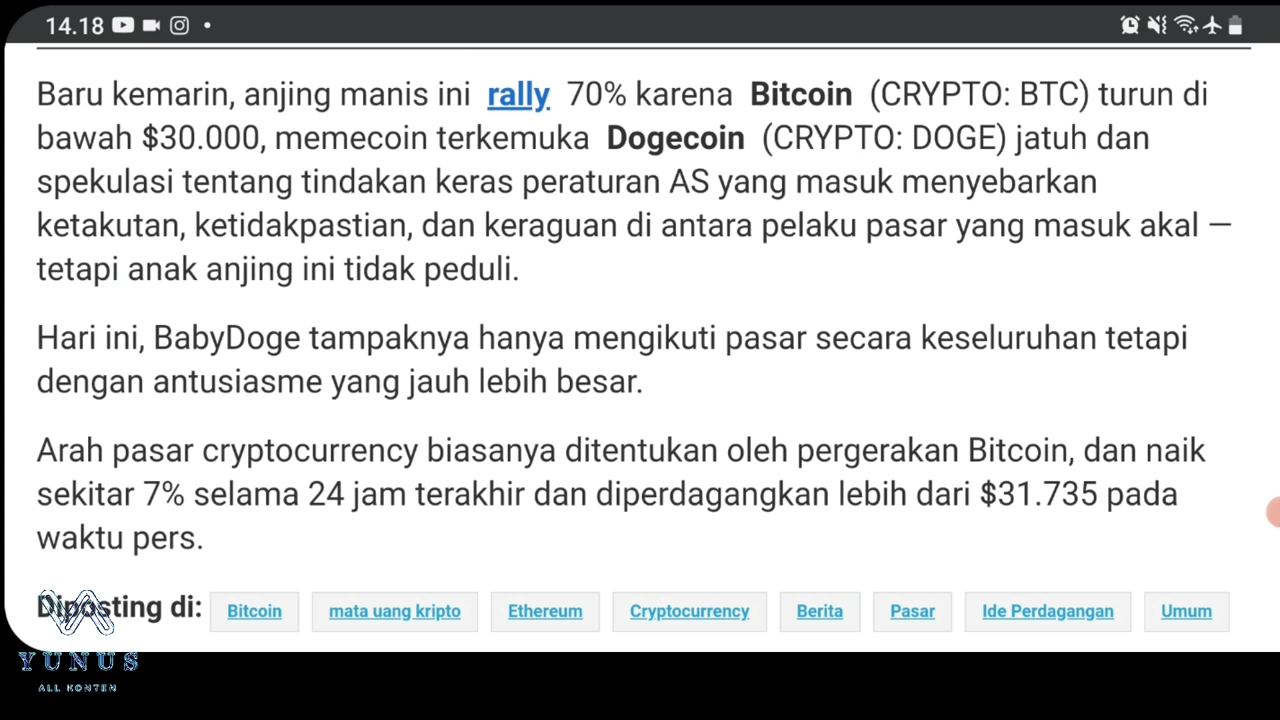 14.18
Baru kemarin, anjing manis ini rally 70% karena Bitcoin (CRYPTO: BTC) turun di
bawah $30.000, memecoin terkemuka Dogecoin (CRYPTO: DOGE) jatuh dan
spekulasi tentang tindakan keras peraturan AS yang masuk menyebarkan
ketakutan, ketidakpastian, dan keraguan di antara pelaku pasar yang masuk akal —
tetapi anak anjing ini tidak peduli.
Hari ini, BabyDoge tampaknya hanya mengikuti pasar secara keseluruhan tetapi
dengan antusiasme yang jauh lebih besar.
Arah pasar cryptocurrency biasanya ditentukan oleh pergerakan Bitcoin, dan naik
sekitar 7% selama 24 jam terakhir dan diperdagangkan lebih dari $31.735 pada
waktu pers.
Diposting di: Bitcoin mata uang kripto Ethereum Cryptocurrency Berita Pasar Ide Perdagangan Umum
YUNUS
ALL KONTEN